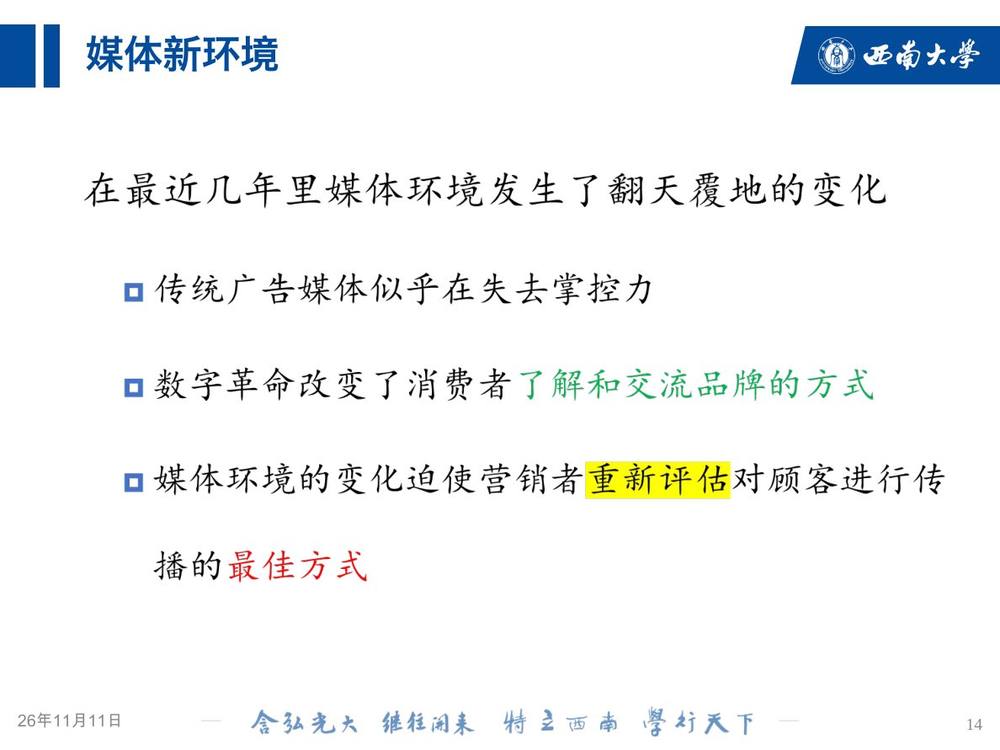 媒体新环境
西南大学
在最近几年里媒体环境发生了翻天覆地的变化
传统广告媒体似乎在失去掌控力
数字革命改变了消费者了解和交流品牌的方式
媒体环境的变化迫使营销者重新评估对顾客进行传
播的最佳方式
26年11月11日
含弘光大 继往开来 特立西南 学行天下
14